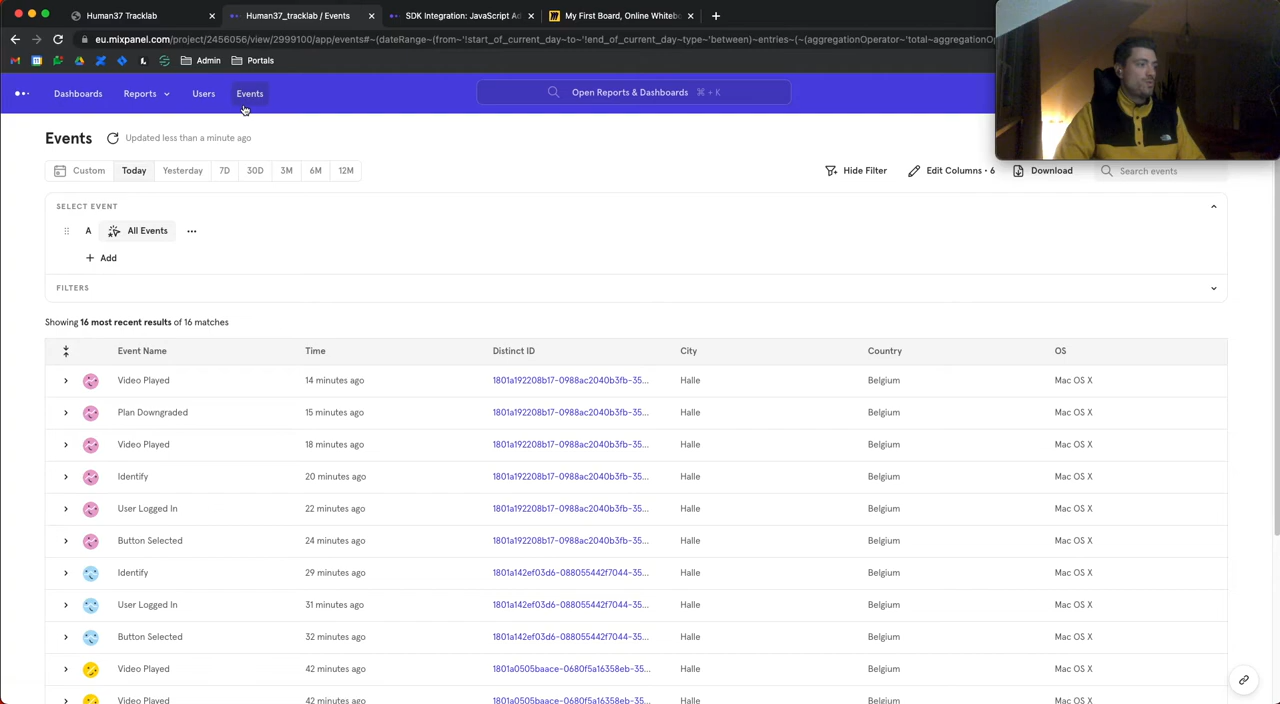 Human37 Tracklab
Human37_tracklab / Events
SDK Integration: JavaScript Ad
My First Board, Online Whitebo
eu.mixpanel.com/project/2456056/view/2999100/app/events#~(dateRange~(from~'!start_of_current_day~to~'!end_of_current_day~type~'between)~entries~(~(aggregationOperator~'total~aggregationOp
Admin
Portals
Dashboards
Reports
Users
Events
Open Reports & Dashboards ⌘ + K
Events
Updated less than a minute ago
Custom
Today
Yesterday
7D
30D
3M
6M
12M
Hide Filter
Edit Columns • 6
Download
Search events
SELECT EVENT
A
All Events
+ Add
FILTERS
Showing 16 most recent results of 16 matches
Event Name Time Distinct ID City Country OS
Video Played 14 minutes ago 1801a192208b17-0988ac2040b3fb-35... Halle Belgium Mac OS X
Plan Downgraded 15 minutes ago 1801a192208b17-0988ac2040b3fb-35... Halle Belgium Mac OS X
Video Played 18 minutes ago 1801a192208b17-0988ac2040b3fb-35... Halle Belgium Mac OS X
Identify 20 minutes ago 1801a192208b17-0988ac2040b3fb-35... Halle Belgium Mac OS X
User Logged In 22 minutes ago 1801a192208b17-0988ac2040b3fb-35... Halle Belgium Mac OS X
Button Selected 24 minutes ago 1801a192208b17-0988ac2040b3fb-35... Halle Belgium Mac OS X
Identify 29 minutes ago 1801a142ef03d6-088055442f7044-35... Halle Belgium Mac OS X
User Logged In 31 minutes ago 1801a142ef03d6-088055442f7044-35... Halle Belgium Mac OS X
Button Selected 32 minutes ago 1801a142ef03d6-088055442f7044-35... Halle Belgium Mac OS X
Video Played 42 minutes ago 1801a0505baace-0680f5a16358eb-35... Halle Belgium Mac OS X
Video Played 42 minutes ago 1801a0505baace-0680f5a16358eb-35... Halle Belgium Mac OS X